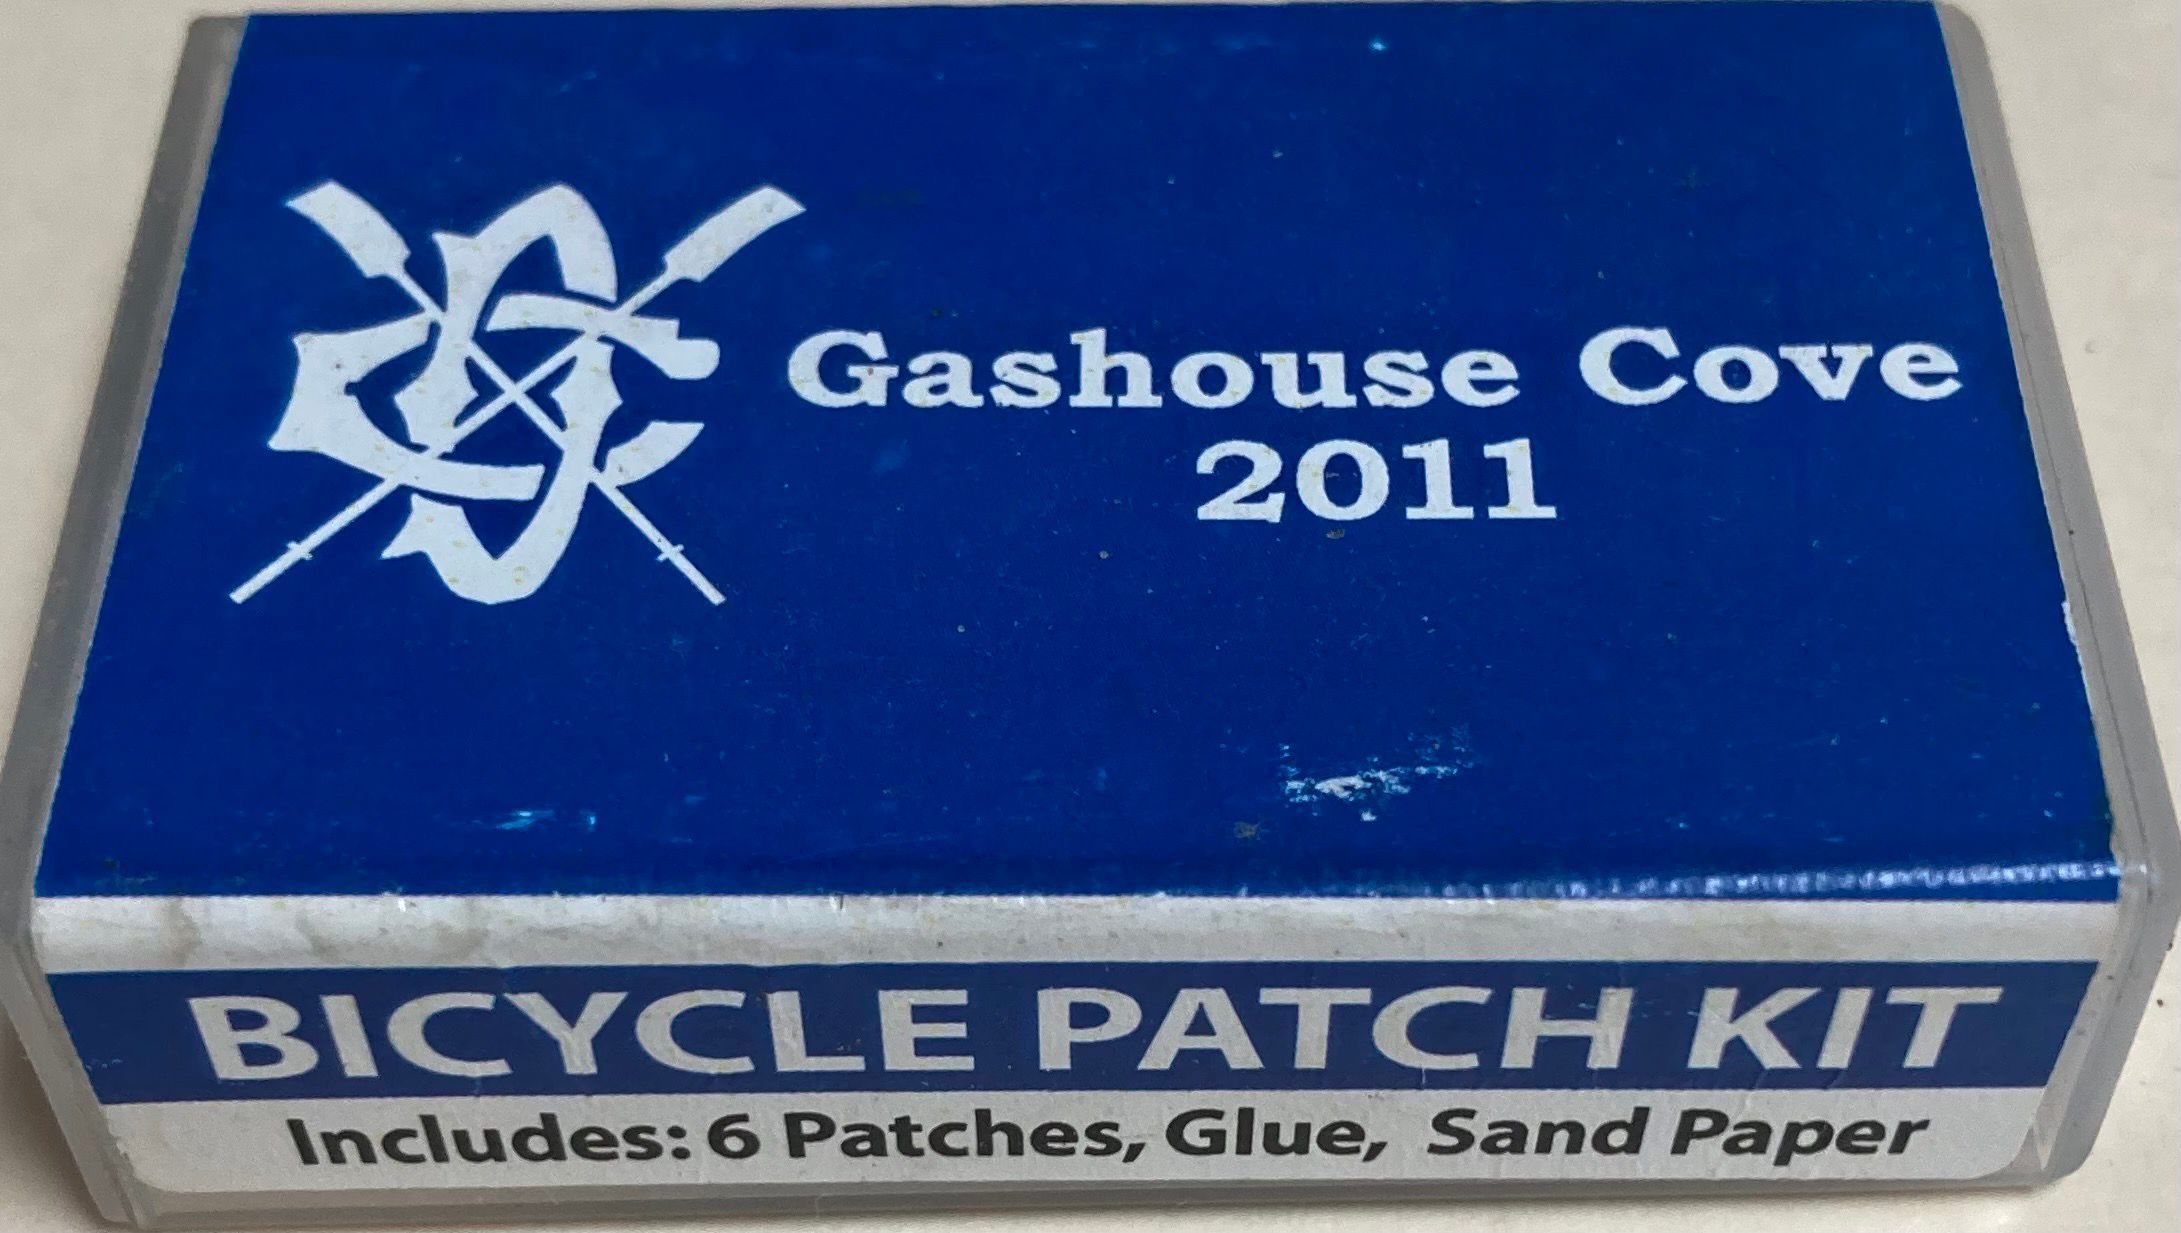 Gashouse Cove
2011
BICYCLE PATCH KIT
Includes: 6 Patches, Glue, Sand Paper